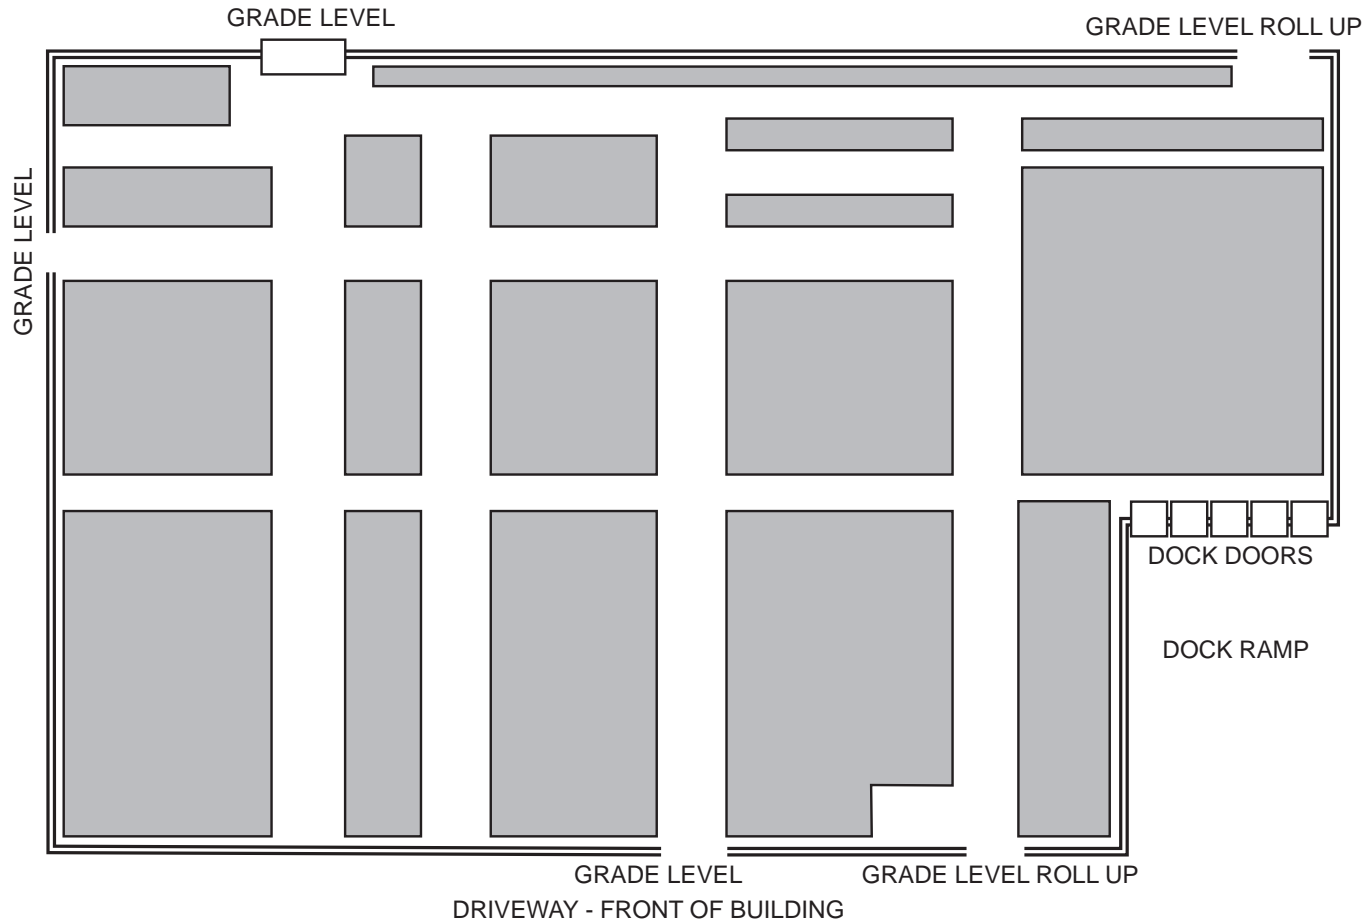 GRADE LEVEL
GRADE LEVEL ROLL UP
GRADE LEVEL
DOCK DOORS
DOCK RAMP
GRADE LEVEL
GRADE LEVEL ROLL UP
DRIVEWAY - FRONT OF BUILDING